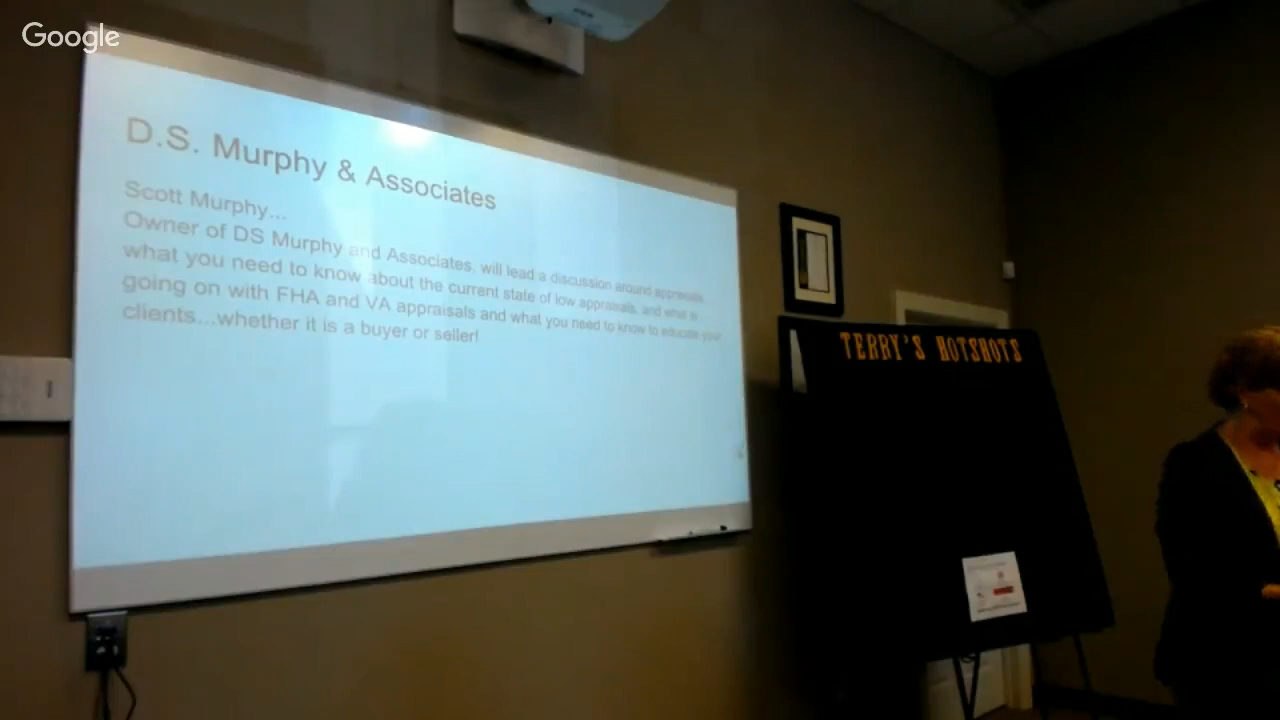 Google
D.S. Murphy & Associates
Scott Murphy...
Owner of DS Murphy and Associates, will lead a discussion around appraisals,
what you need to know about the current state of low appraisals, and what is
going on with FHA and VA appraisals and what you need to know to educate your
clients...whether it is a buyer or seller!
TERRY'S HOTSHOTS